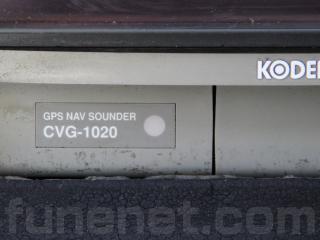 KODE
GPS NAV SOUNDER
CVG-1020
funenet.com